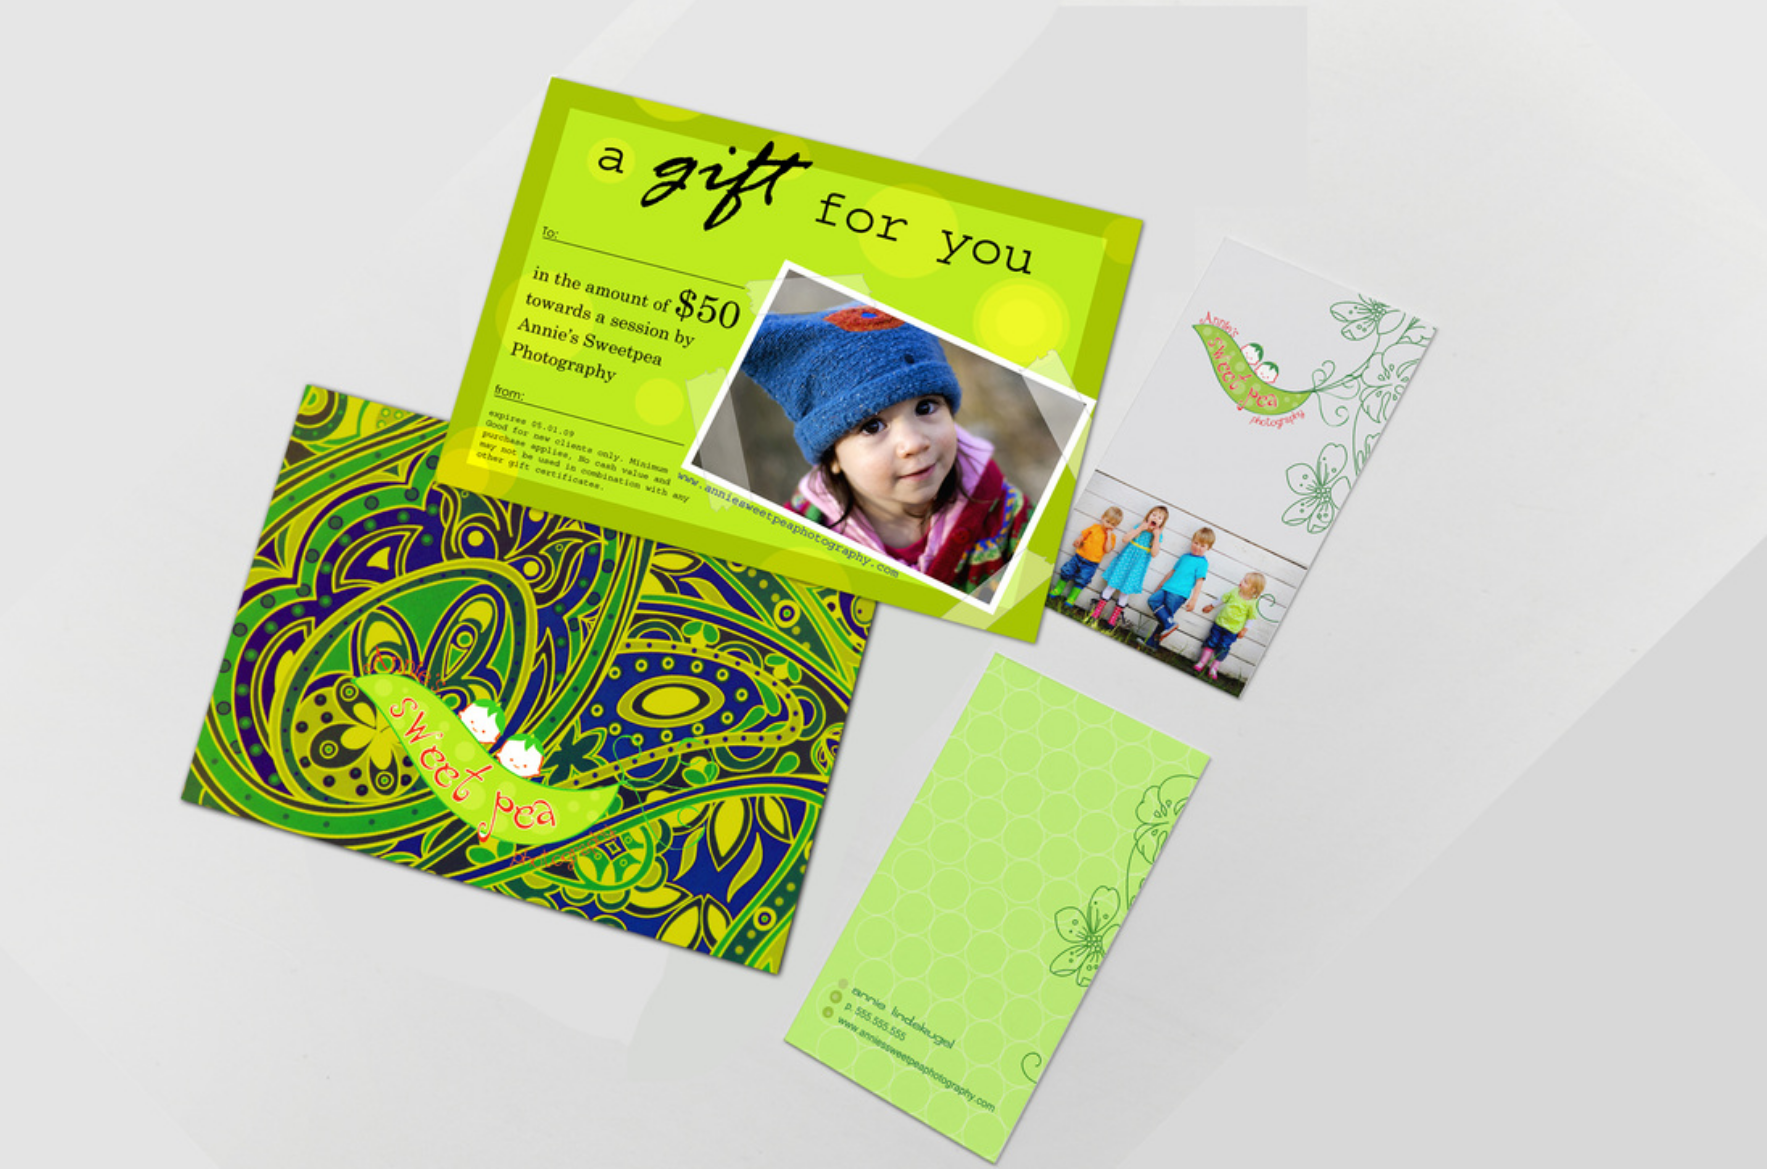 a gift for you
To:
in the amount of $50
towards a session by
Annie's Sweetpea
Photography
from:
expires 05.01.09
Good for new clients only. Minimum
purchase applies, No cash value and
may not be used in combination with any
other gift certificates.
www.anniesweetpeaphotography.com
Annie's
sweet pea
photography
Annie's
sweet pea
photography
annie lindekugel
p. 555.555.555
www.anniessweetpeaphotography.com